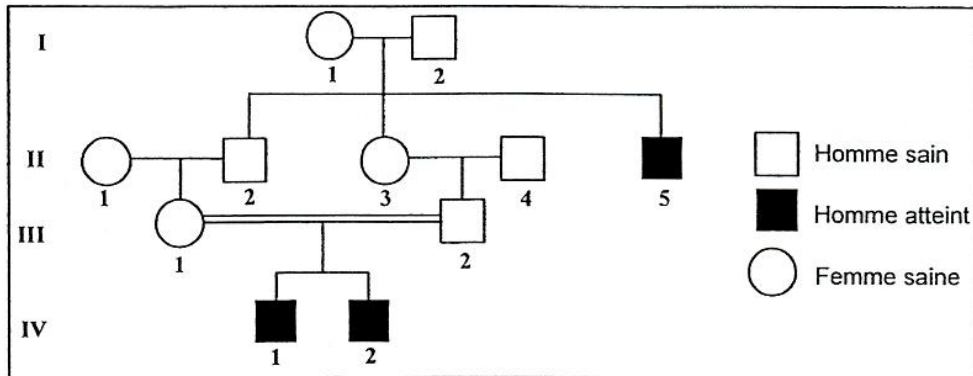 I
1 2
II
1 2 3 4 5
III
1 2
IV
1 2
Homme sain
Homme atteint
Femme saine